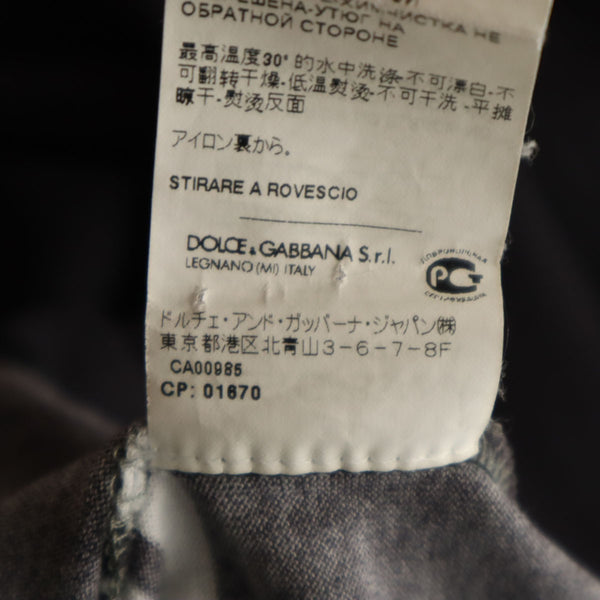 ОБРАТНОЙ СТОРОНЕ
最高温度30°的水中洗涤-不可漂白-不
可翻转干燥-低温熨烫-不可干洗-平摊
晾干-熨烫反面
アイロン裏から。
STIRARE A ROVESCIO
DOLCE & GABBANA S.r.l.
LEGNANO (MI) ITALY
РСТ
ドルチェ・アンド・ガッバーナ・ジャパン㈱
東京都港区北青山3-6-7-8F
CA00985
CP: 01670